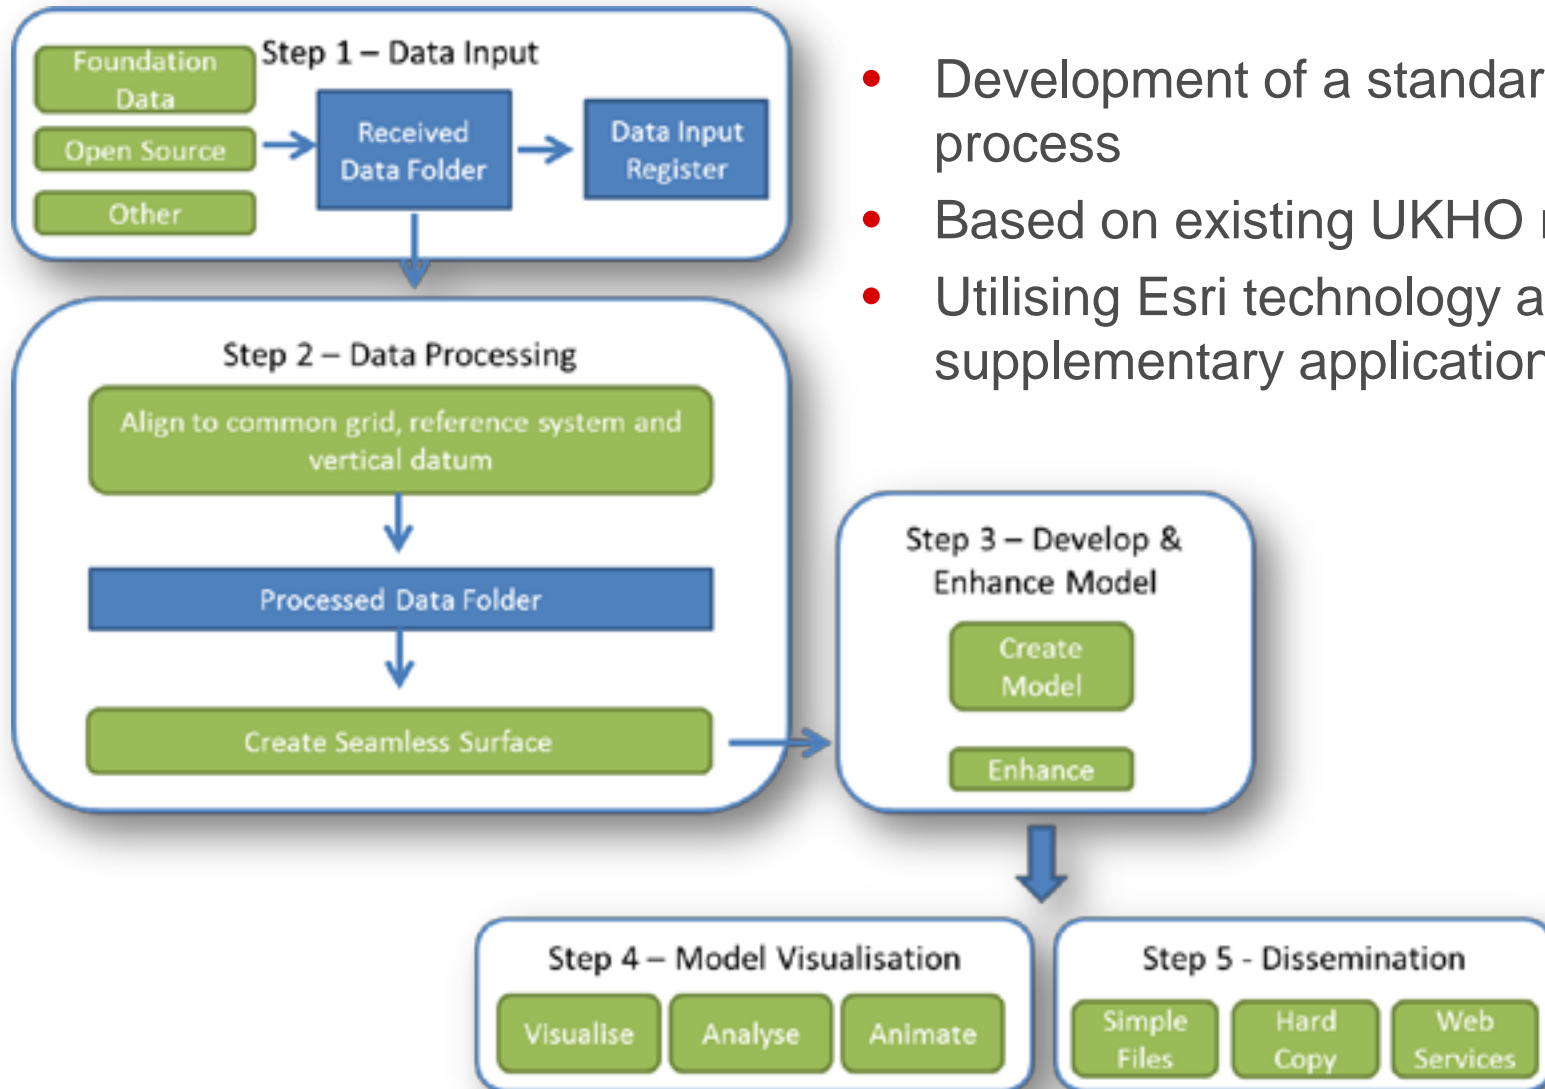 Step 1 – Data Input
Foundation
Data
Open Source
Other
Received
Data Folder
Data Input
Register
Development of a standar
process
Based on existing UKHO
Utilising Esri technology a
supplementary application
Step 2 – Data Processing
Align to common grid, reference system and
vertical datum
Processed Data Folder
Create Seamless Surface
Step 3 – Develop &
Enhance Model
Create
Model
Enhance
Step 4 – Model Visualisation
Visualise
Analyse
Animate
Step 5 - Dissemination
Simple
Files
Hard
Copy
Web
Services